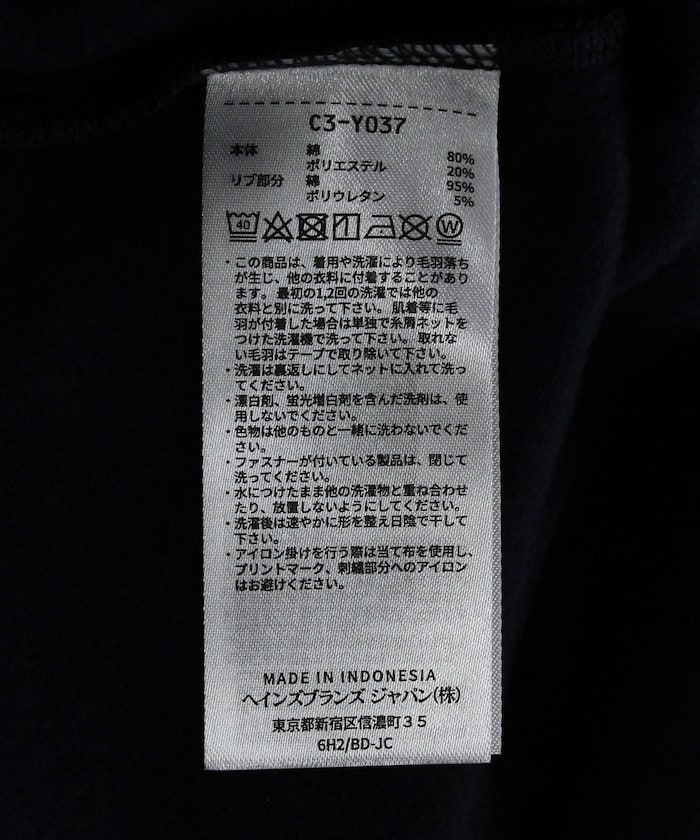 C3-Y037
本体 綿 80%
ポリエステル 20%
リブ部分 綿 95%
ポリウレタン 5%
40 W
・この商品は、着用や洗濯により毛羽落ち
が生じ、他の衣料に付着することがあり
ます。 最初の1,2回の洗濯では他の
衣料と別に洗って下さい。 肌着等に毛
羽が付着した場合は単独で糸屑ネットを
つけた洗濯機で洗って下さい。 取れな
い毛羽はテープで取り除いて下さい。
・洗濯は裏返しにしてネットに入れて洗っ
てください。
・漂白剤、蛍光増白剤を含んだ洗剤は、使
用しないでください。
・色物は他のものと一緒に洗わないでくだ
さい。
・ファスナーが付いている製品は、閉じて
洗ってください。
・水につけたまま他の洗濯物と重ね合わせ
たり、放置しないようにしてください。
・洗濯後は速やかに形を整え日陰で干して
下さい。
・アイロン掛けを行う際は当て布を使用し、
プリントマーク、刺繍部分へのアイロン
はお避けください。
MADE IN INDONESIA
ヘインズブランズ ジャパン(株)
東京都新宿区信濃町35
6H2/BD-JC